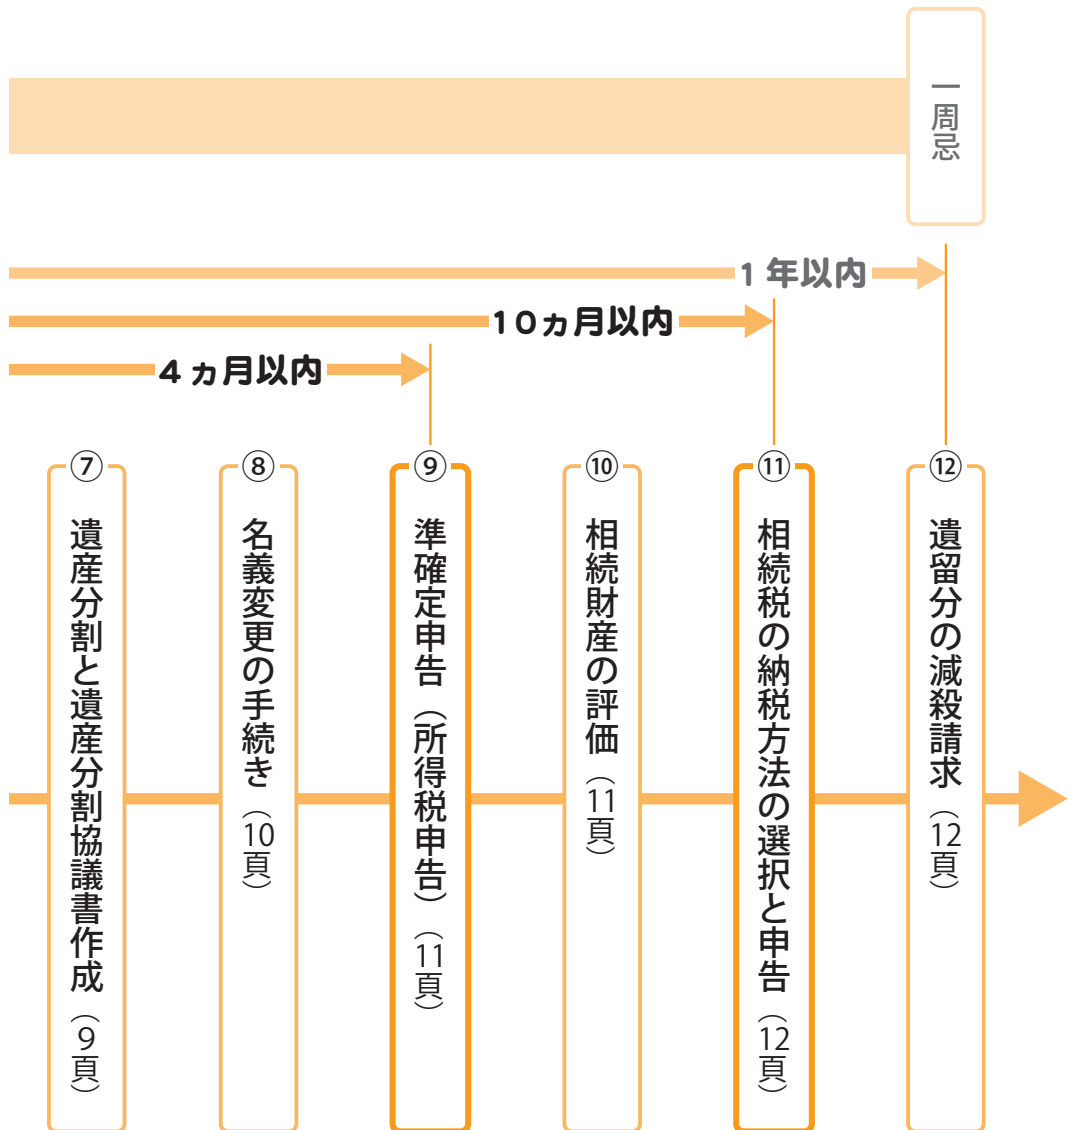 一周忌
1年以内
10ヵ月以内
4ヵ月以内
⑦
遺産分割と遺産分割協議書作成（9頁）
⑧
名義変更の手続き（10頁）
⑨
準確定申告（所得税申告）（11頁）
⑩
相続財産の評価（11頁）
⑪
相続税の納税方法の選択と申告（12頁）
⑫
遺留分の減殺請求（12頁）